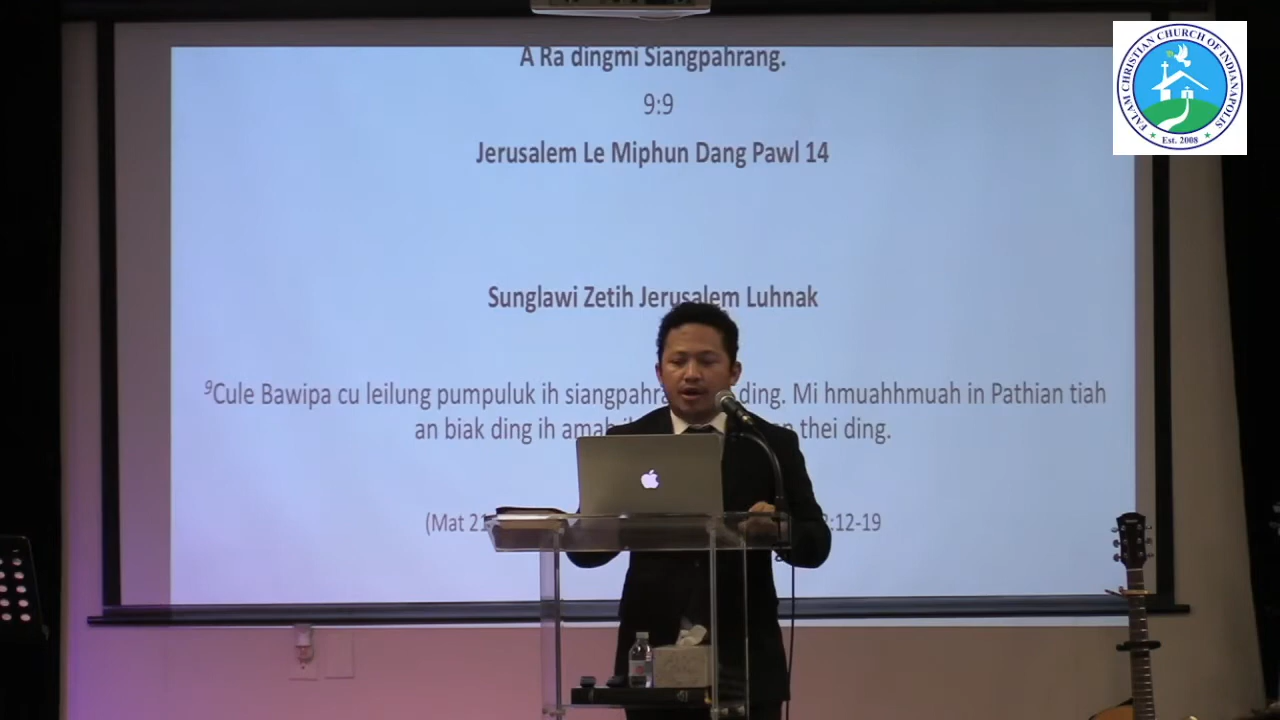 A Ra dingmi Siangpahrang.
9:9
Jerusalem Le Miphun Dang Pawl 14
Sunglawi Zetih Jerusalem Luhnak
9Cule Bawipa cu leilung pumpuluk ih ding. Mi hmuahhmuah in Pathian tiah
an biak ding ih thei ding.
(Mat 21 :12-19
FALAM CHRISTIAN CHURCH OF INDIANAPOLIS
Est. 2008